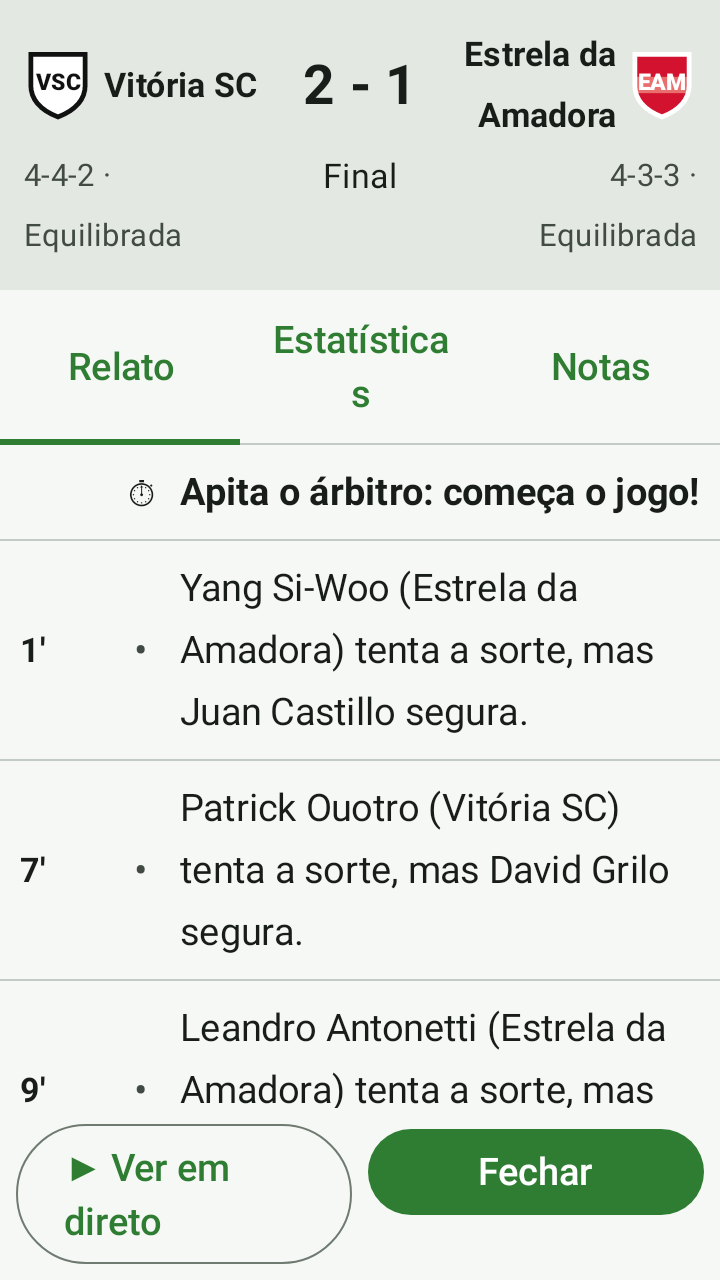 VSC Vitória SC 2 - 1 Estrela da Amadora EAM
4-4-2 · Equilibrada
Final
4-3-3 · Equilibrada
Relato
Estatísticas
Notas
Apita o árbitro: começa o jogo!
1'
Yang Si-Woo (Estrela da
Amadora) tenta a sorte, mas
Juan Castillo segura.
7'
Patrick Ouotro (Vitória SC)
tenta a sorte, mas David Grilo
segura.
9'
Leandro Antonetti (Estrela da
Amadora) tenta a sorte, mas
► Ver em
direto
Fechar